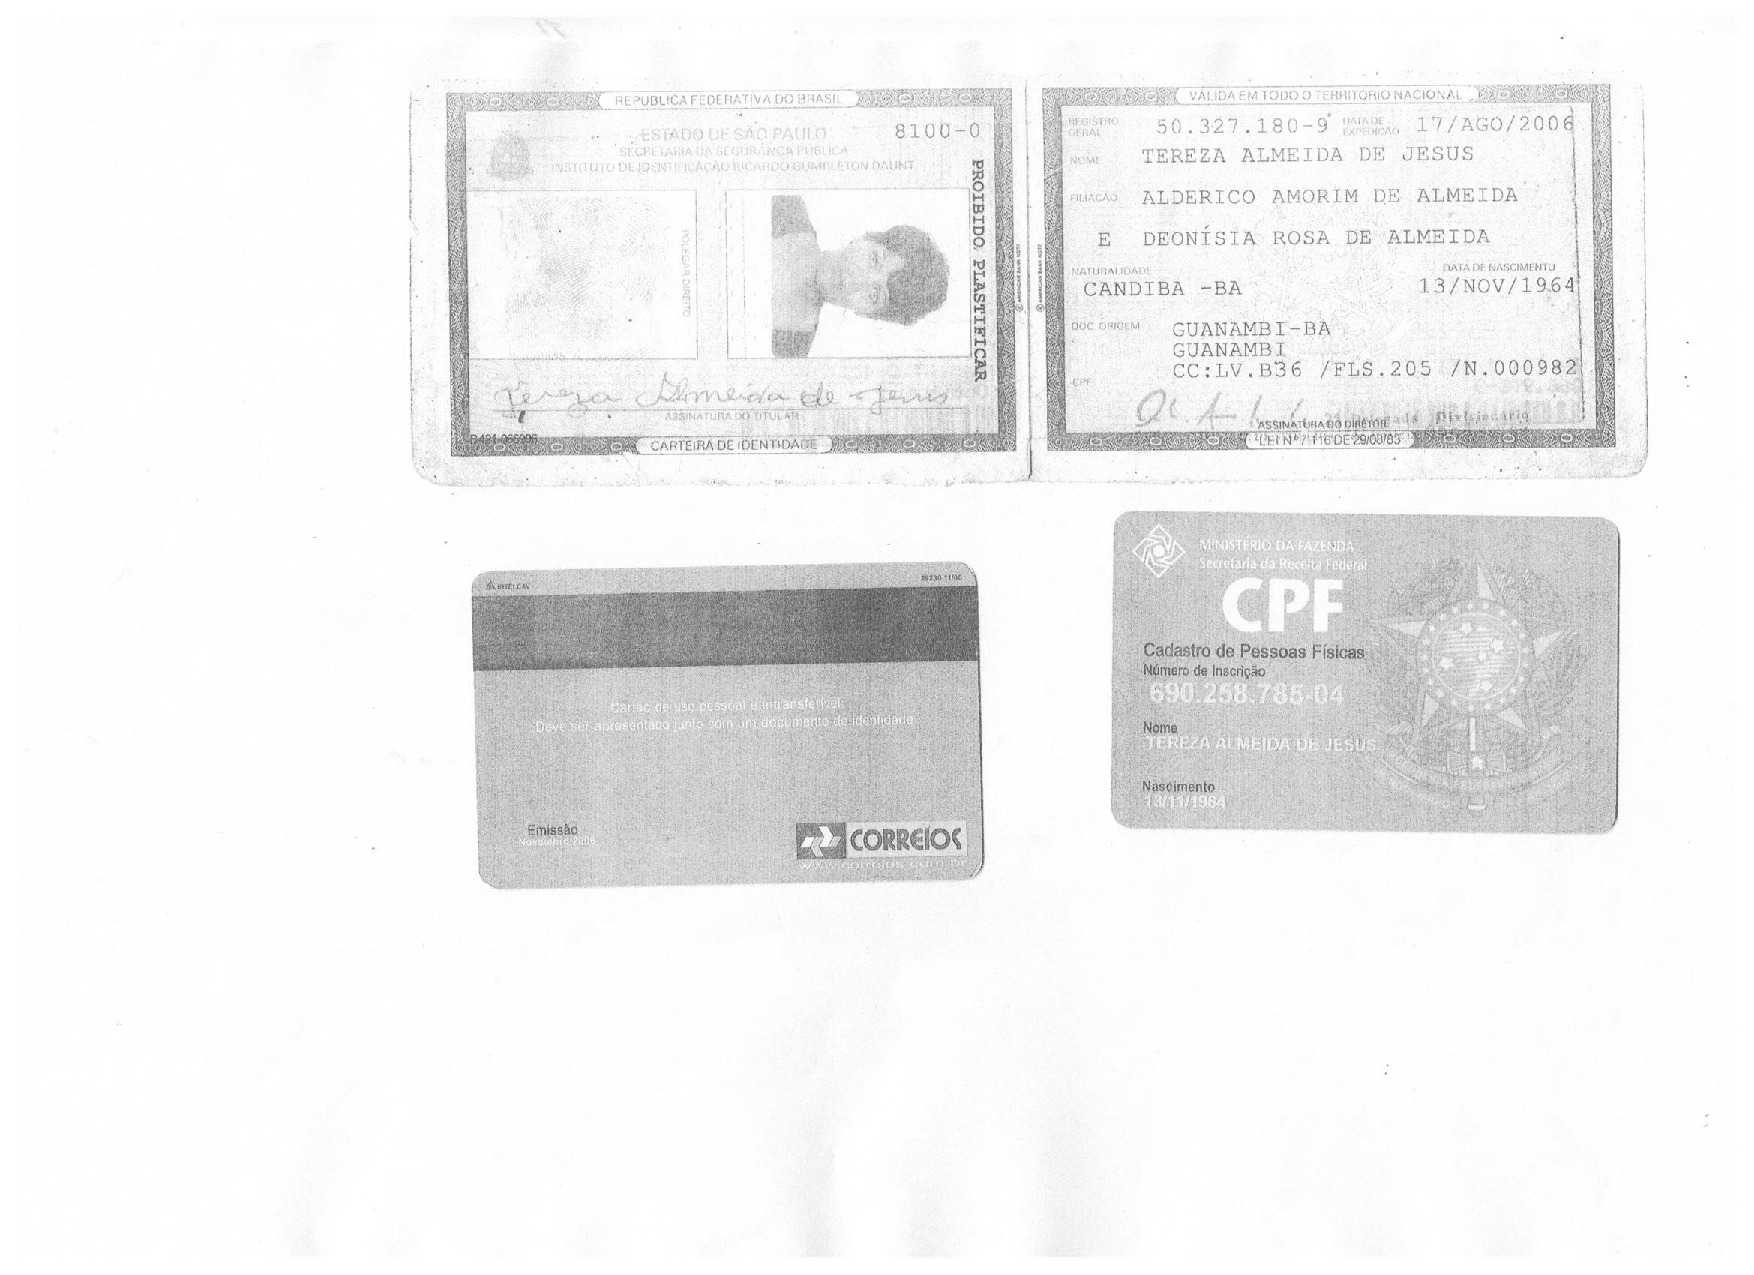 REPUBLICA FEDERATIVA DO BRASIL
ESTADO DE SÃO PAULO
8100-0
SECRETARIA DA SEGURANÇA PUBLICA
INSTITUTO DE IDENTIFICAÇÃO RICARDO GUMBLETON DAUNT
POLEGAR DIREITO
PROIBIDO PLASTIFICAR
Tereza Almeida de Jesus
ASSINATURA DO TITULAR
CARTEIRA DE IDENTIDADE
VÁLIDA EM TODO O TERRITÓRIO NACIONAL
REGISTRO GERAL 50.327.180-9 DATA DE EXPEDIÇÃO 17/AGO/2006
NOME TEREZA ALMEIDA DE JESUS
FILIAÇÃO ALDERICO AMORIM DE ALMEIDA
E DEONÍSIA ROSA DE ALMEIDA
NATURALIDADE DATA DE NASCIMENTO
CANDIBA -BA 13/NOV/1964
DOC ORIGEM GUANAMBI-BA
GUANAMBI
CC:LV.B36 /FLS.205 /N.000982
CPF
ASSINATURA DO DIRETOR
LEI Nº 7.116 DE 29/08/83
Cartão de uso pessoal e intransferível.
Deve ser apresentado junto com um documento de identidade.
Emissão
Novembro/2006
CORREIOS
www.correios.com.br
MINISTÉRIO DA FAZENDA
Secretaria da Receita Federal
CPF
Cadastro de Pessoas Físicas
Número de Inscrição
690.258.785-04
Nome
TEREZA ALMEIDA DE JESUS
Nascimento
13/11/1964